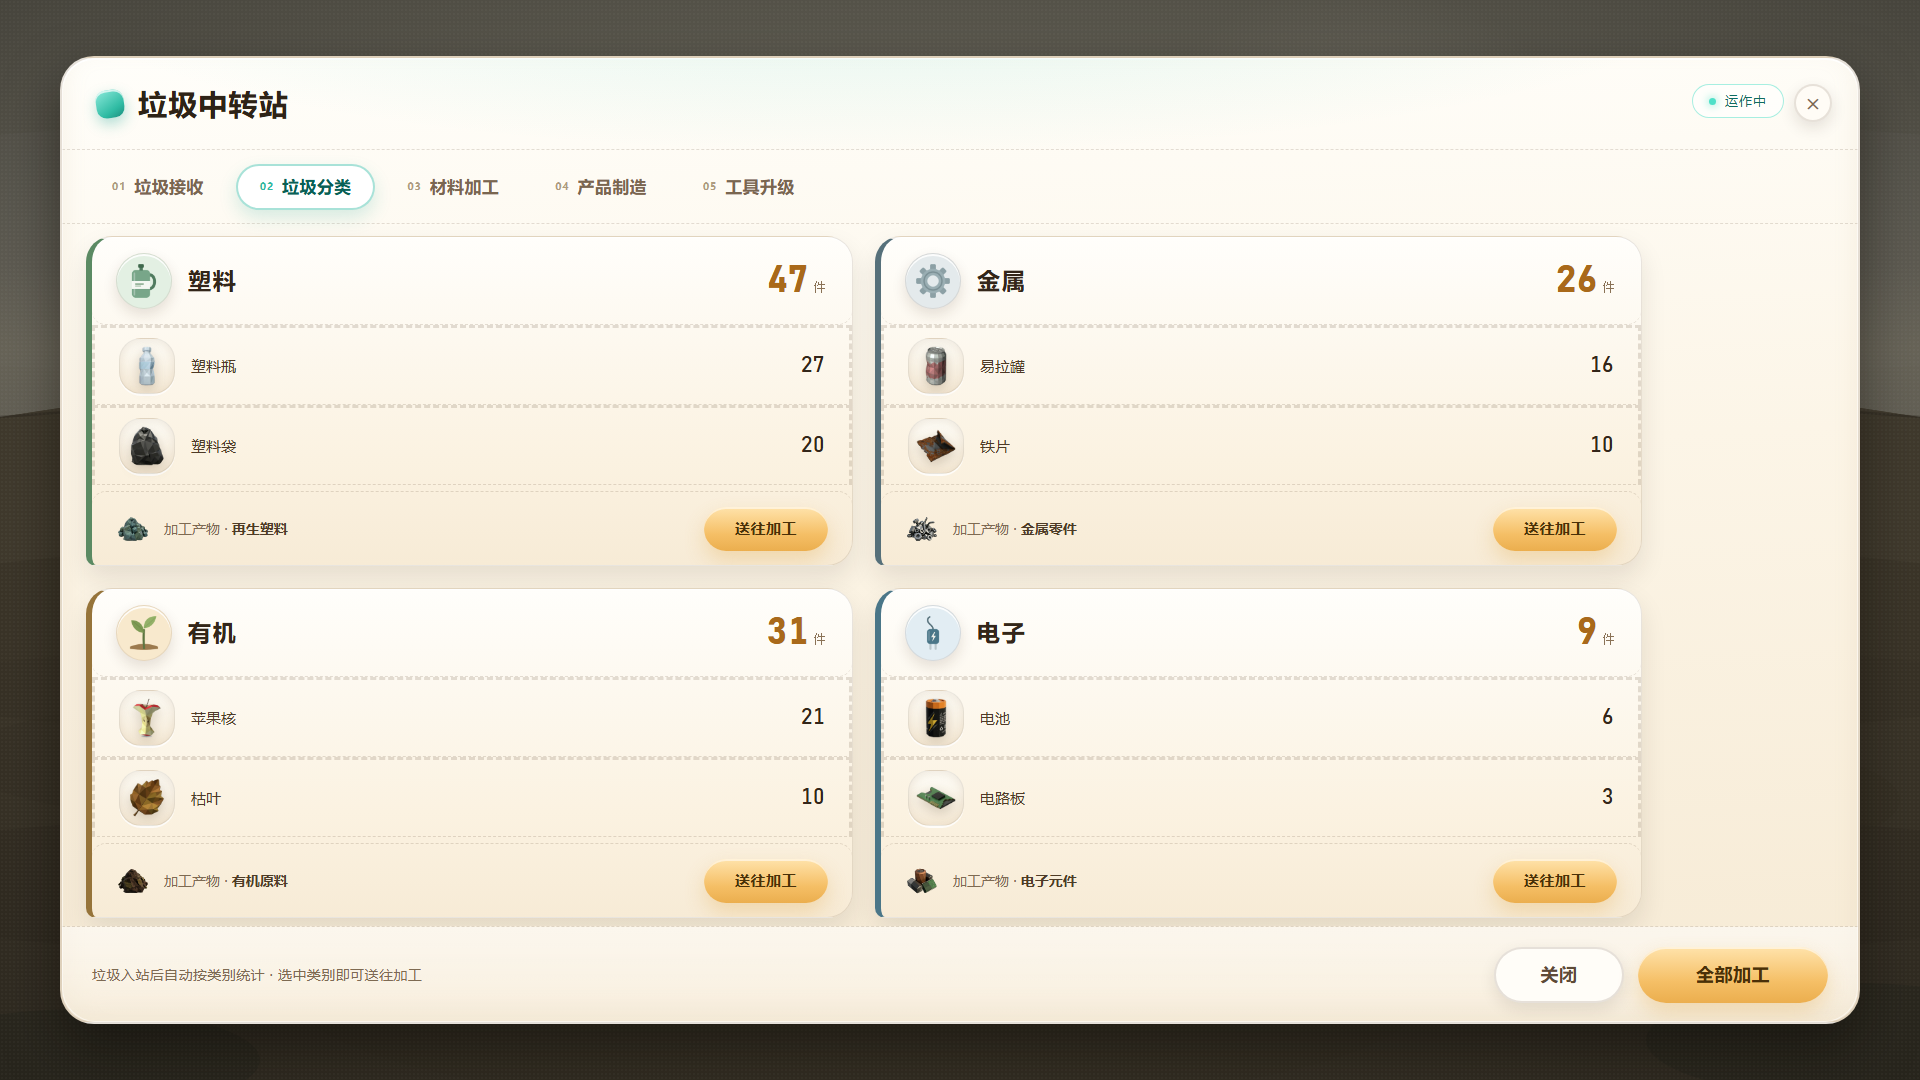 垃圾中转站
运作中
01 垃圾接收
02 垃圾分类
03 材料加工
04 产品制造
05 工具升级
塑料 47 件
塑料瓶 27
塑料袋 20
加工产物 · 再生塑料 送往加工
金属 26 件
易拉罐 16
铁片 10
加工产物 · 金属零件 送往加工
有机 31 件
苹果核 21
枯叶 10
加工产物 · 有机原料 送往加工
电子 9 件
电池 6
电路板 3
加工产物 · 电子元件 送往加工
垃圾入站后自动按类别统计 · 选中类别即可送往加工
关闭
全部加工